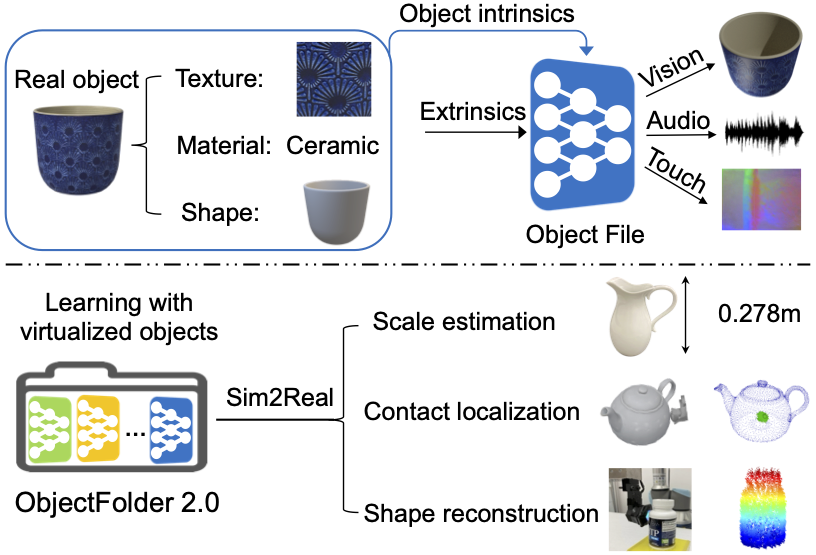 Object intrinsics
Real object
Texture:
Material: Ceramic
Shape:
Extrinsics
Vision
Audio
Touch
Object File
Learning with
virtualized objects
ObjectFolder 2.0
Sim2Real
Scale estimation
0.278m
Contact localization
Shape reconstruction